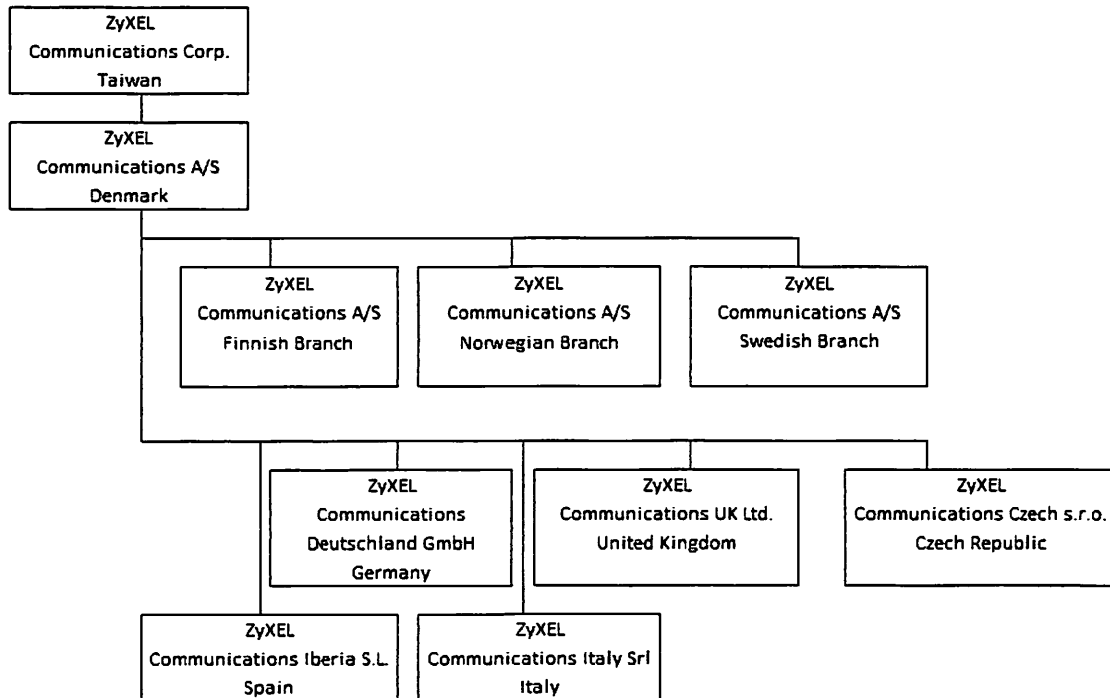 ZyXEL
Communications Corp.
Taiwan
ZyXEL
Communications A/S
Denmark
ZyXEL
Communications A/S
Finnish Branch
ZyXEL
Communications A/S
Norwegian Branch
ZyXEL
Communications A/S
Swedish Branch
ZyXEL
Communications
Deutschland GmbH
Germany
ZyXEL
Communications UK Ltd.
United Kingdom
ZyXEL
Communications Czech s.r.o.
Czech Republic
ZyXEL
Communications Iberia S.L.
Spain
ZyXEL
Communications Italy Srl
Italy